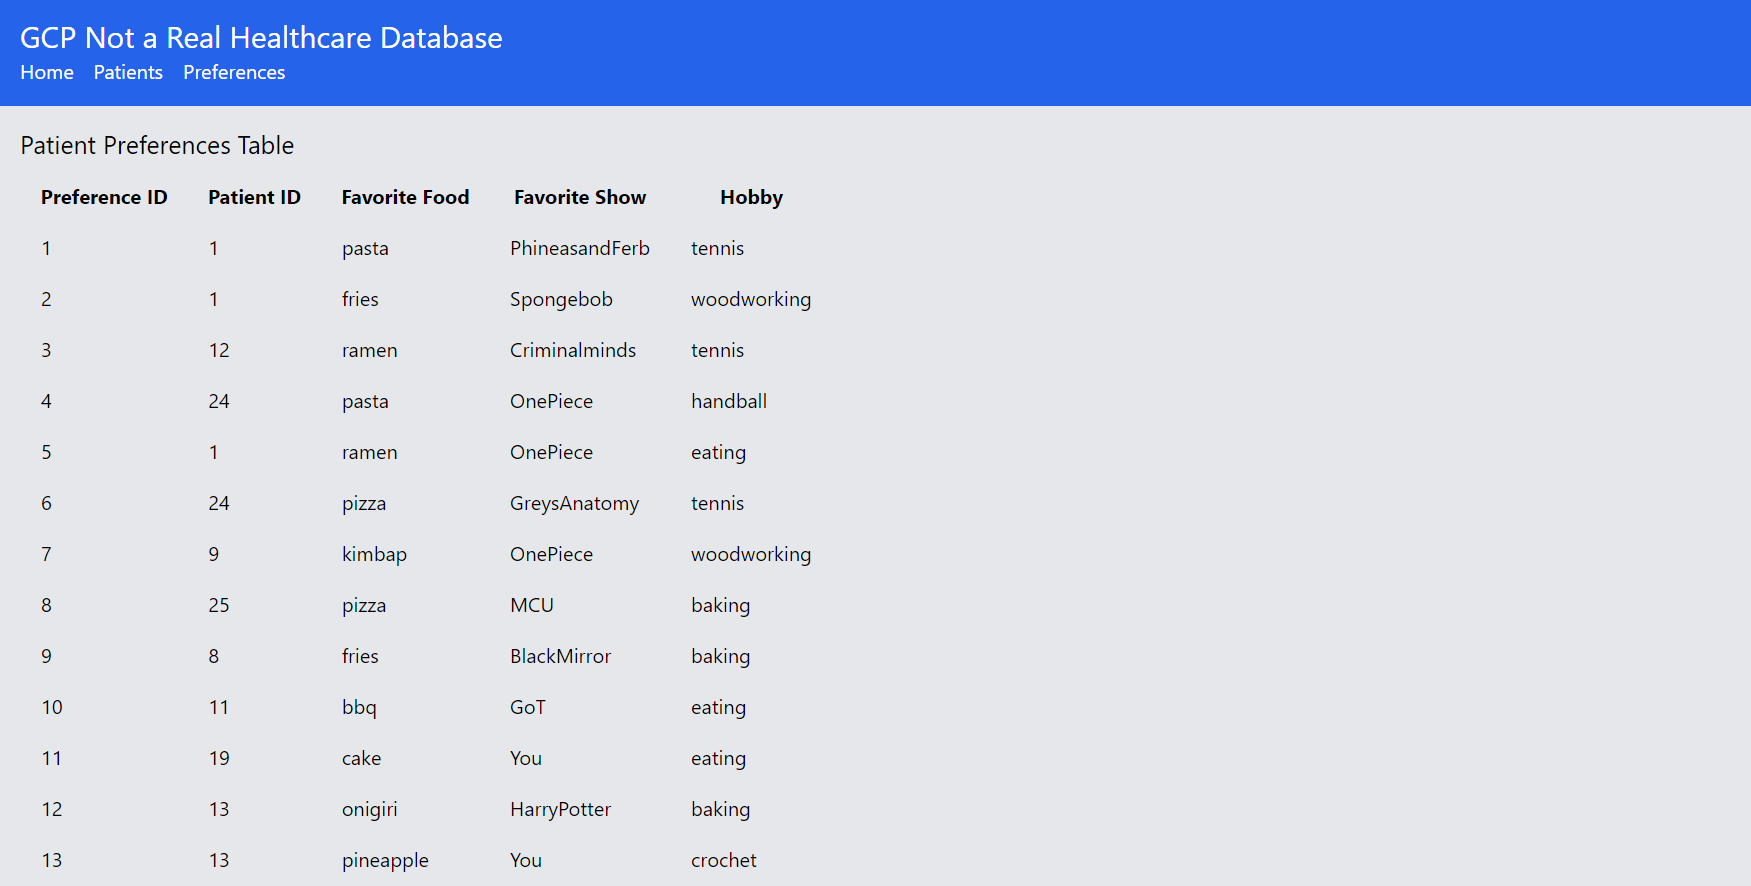 GCP Not a Real Healthcare Database
Home Patients Preferences
Patient Preferences Table
Preference ID Patient ID Favorite Food Favorite Show Hobby
1 1 pasta PhineasandFerb tennis
2 1 fries Spongebob woodworking
3 12 ramen Criminalminds tennis
4 24 pasta OnePiece handball
5 1 ramen OnePiece eating
6 24 pizza GreysAnatomy tennis
7 9 kimbap OnePiece woodworking
8 25 pizza MCU baking
9 8 fries BlackMirror baking
10 11 bbq GoT eating
11 19 cake You eating
12 13 onigiri HarryPotter baking
13 13 pineapple You crochet